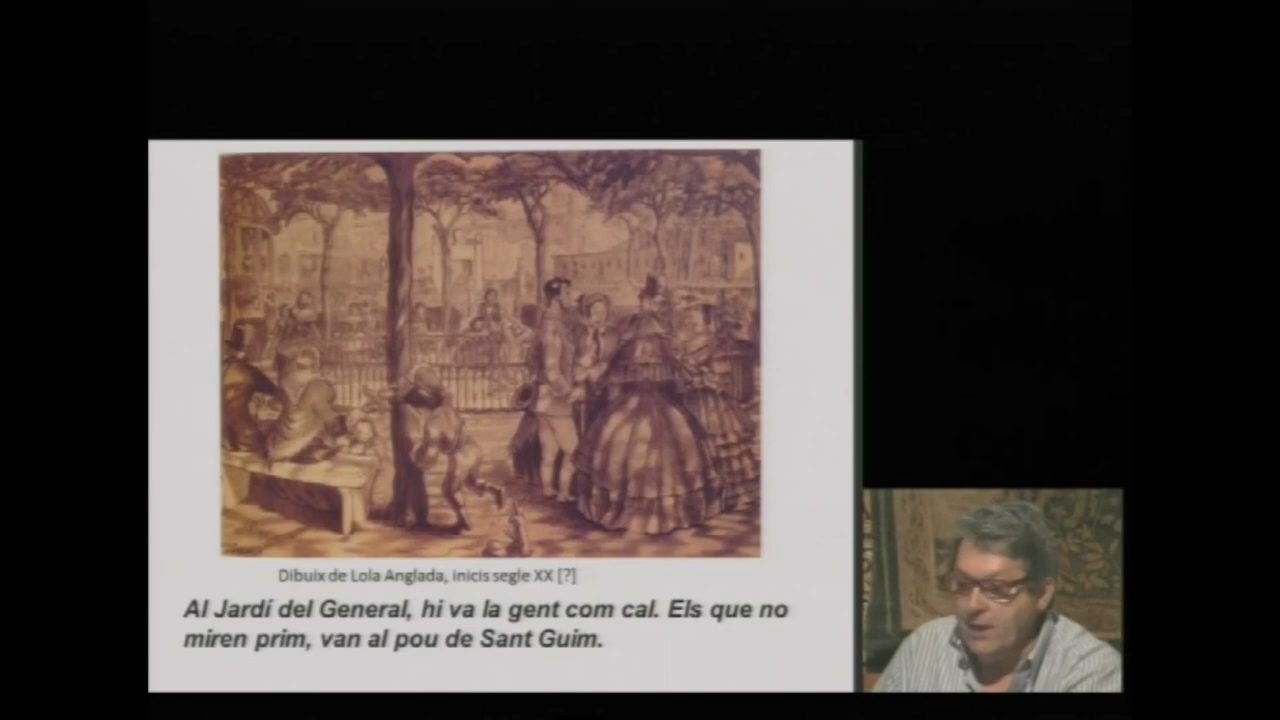 Dibuix de Lola Anglada, inicis segle XX [?]
Al Jardí del General, hi va la gent com cal. Els que no
miren prim, van al pou de Sant Guim.